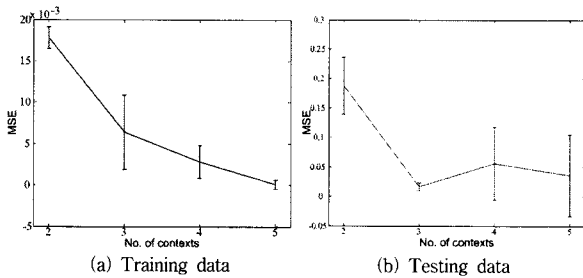 20×10⁻³
15
10
5
0
-5
MSE
2 3 4 5
No. of contexts
(a) Training data
0.3
0.25
0.2
0.15
0.1
0.05
0
-0.05
MSE
2 3 4 5
No. of contexts
(b) Testing data